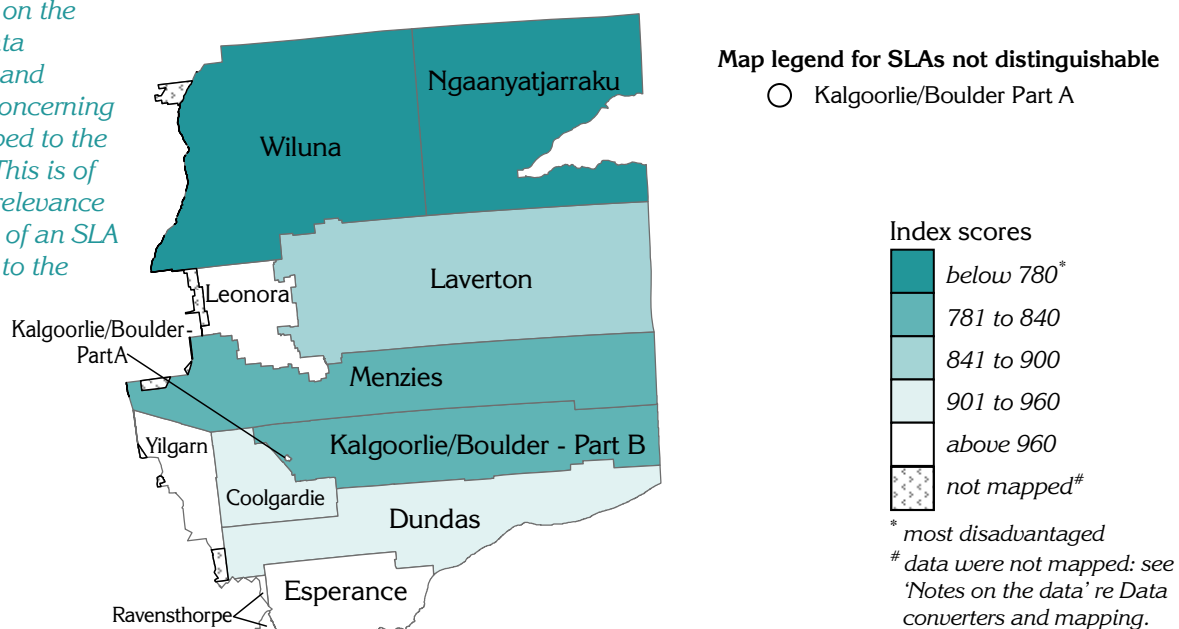 on the
ta
and
oncerning
bed to the
This is of
relevance
of an SLA
to the
Map legend for SLAs not distinguishable
Kalgoorlie/Boulder Part A
Ngaanyatjarraku
Wiluna
Laverton
Leonora
Kalgoorlie/Boulder-
PartA
Menzies
Yilgarn
Kalgoorlie/Boulder - Part B
Coolgardie
Dundas
Esperance
Ravensthorpe
Index scores
below 780*
781 to 840
841 to 900
901 to 960
above 960
not mapped#
* most disadvantaged
# data were not mapped: see
'Notes on the data' re Data
converters and mapping.